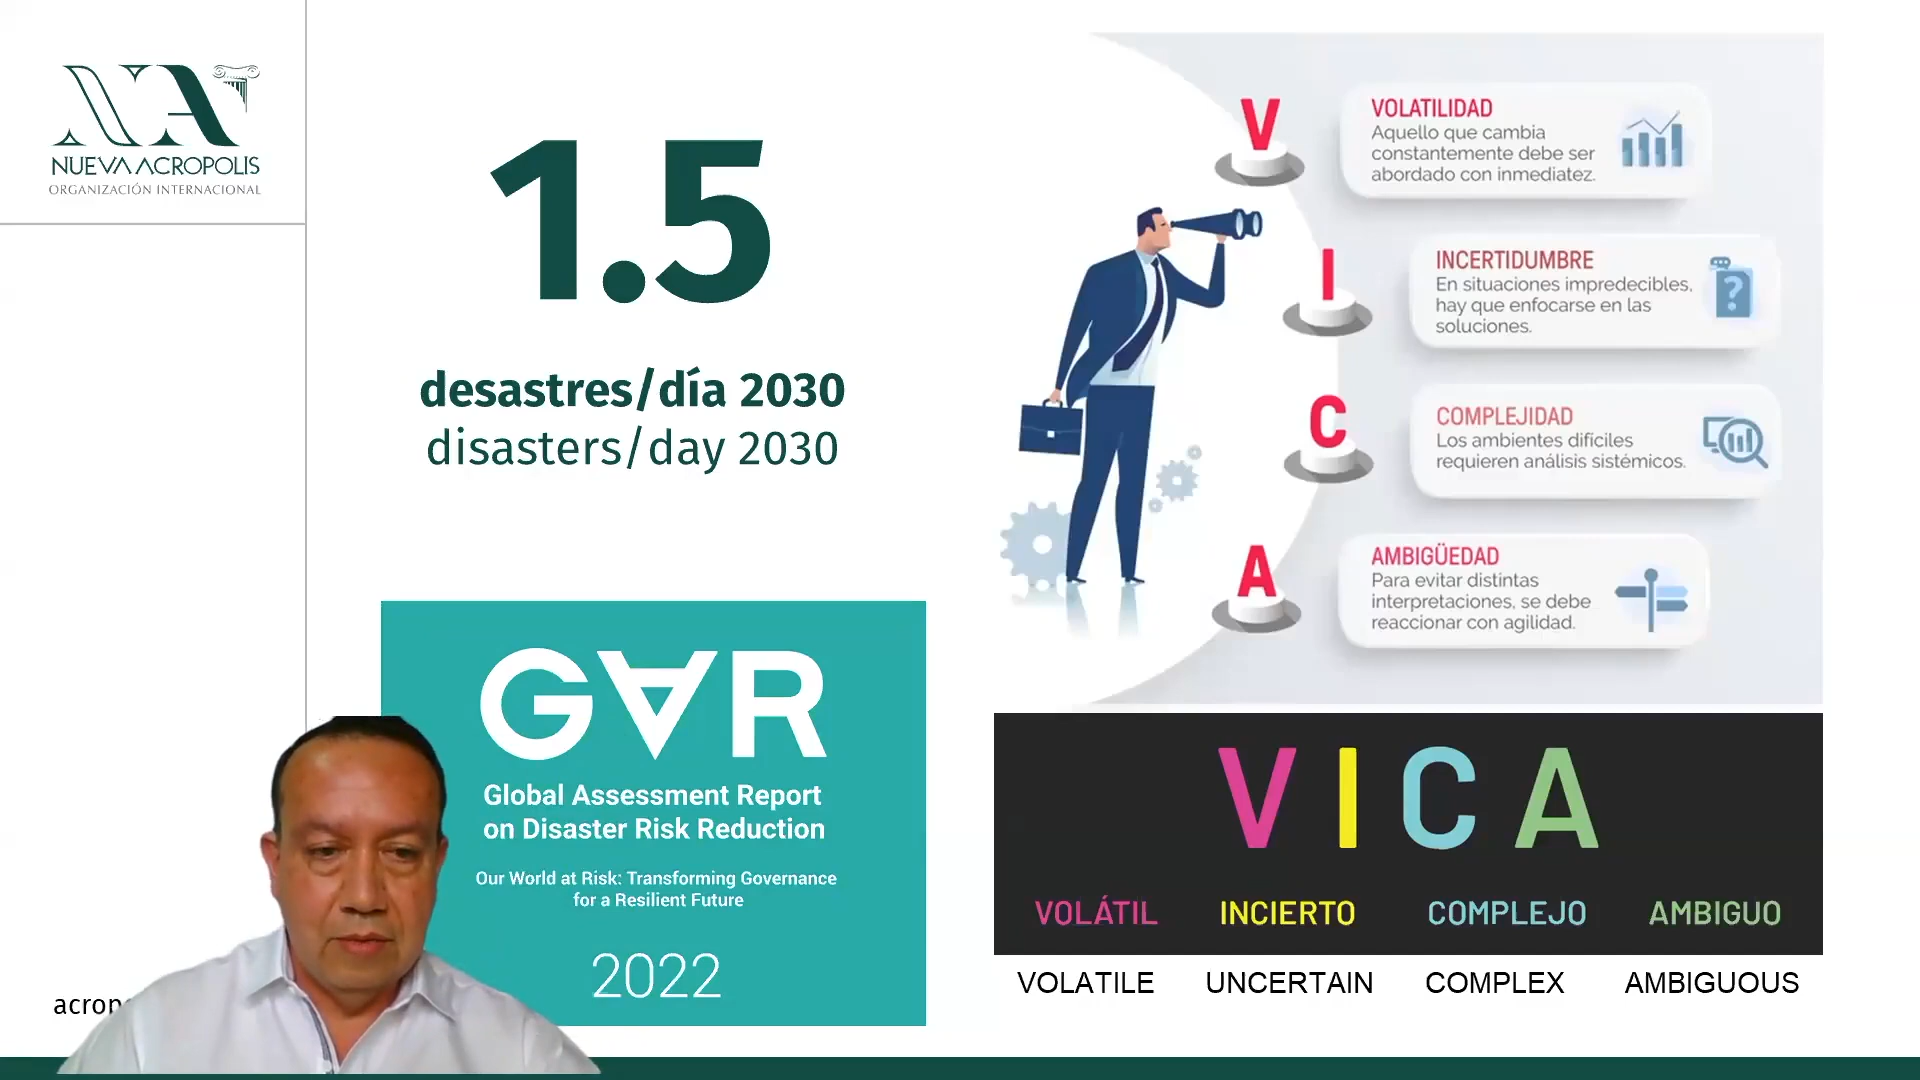 NUEVA ACROPOLIS
ORGANIZACIÓN INTERNACIONAL
1.5
desastres/día 2030
disasters/day 2030
GAR
Global Assessment Report
on Disaster Risk Reduction
Our World at Risk: Transforming Governance
for a Resilient Future
2022
V
VOLATILIDAD
Aquello que cambia
constantemente debe ser
abordado con inmediatez.
I
INCERTIDUMBRE
En situaciones impredecibles,
hay que enfocarse en las
soluciones.
?
C
COMPLEJIDAD
Los ambientes difíciles
requieren análisis sistémicos.
A
AMBIGÜEDAD
Para evitar distintas
interpretaciones, se debe
reaccionar con agilidad.
VICA
VOLÁTIL INCIERTO COMPLEJO AMBIGUO
VOLATILE UNCERTAIN COMPLEX AMBIGUOUS